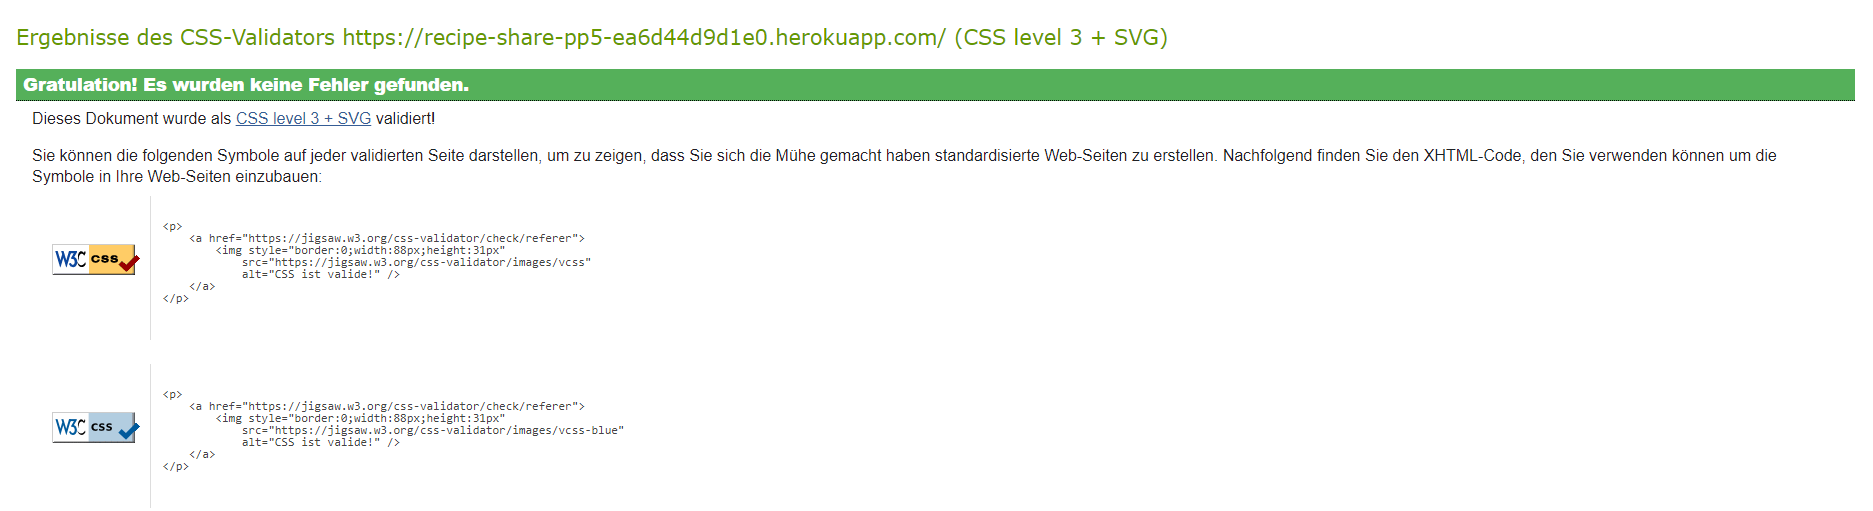 Ergebnisse des CSS-Validators https://recipe-share-pp5-ea6d44d9d1e0.herokuapp.com/ (CSS level 3 + SVG)
Gratulation! Es wurden keine Fehler gefunden.
Dieses Dokument wurde als CSS level 3 + SVG validiert!
Sie können die folgenden Symbole auf jeder validierten Seite darstellen, um zu zeigen, dass Sie sich die Mühe gemacht haben standardisierte Web-Seiten zu erstellen. Nachfolgend finden Sie den XHTML-Code, den Sie verwenden können um die
Symbole in Ihre Web-Seiten einzubauen:
W3C css
<p>
<a href="https://jigsaw.w3.org/css-validator/check/referer">
<img style="border:0;width:88px;height:31px"
src="https://jigsaw.w3.org/css-validator/images/vcss"
alt="CSS ist valide!" />
</a>
</p>
W3C css
<p>
<a href="https://jigsaw.w3.org/css-validator/check/referer">
<img style="border:0;width:88px;height:31px"
src="https://jigsaw.w3.org/css-validator/images/vcss-blue"
alt="CSS ist valide!" />
</a>
</p>